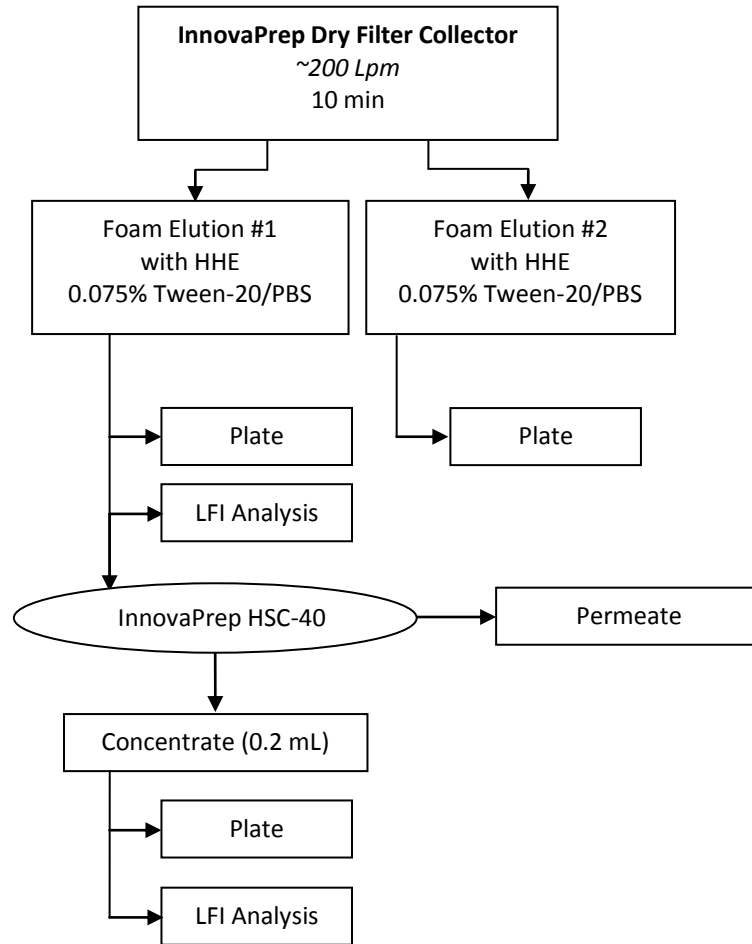 InnovaPrep Dry Filter Collector
~200 Lpm
10 min
Foam Elution #1
with HHE
0.075% Tween-20/PBS
Foam Elution #2
with HHE
0.075% Tween-20/PBS
Plate
Plate
LFI Analysis
InnovaPrep HSC-40
Permeate
Concentrate (0.2 mL)
Plate
LFI Analysis